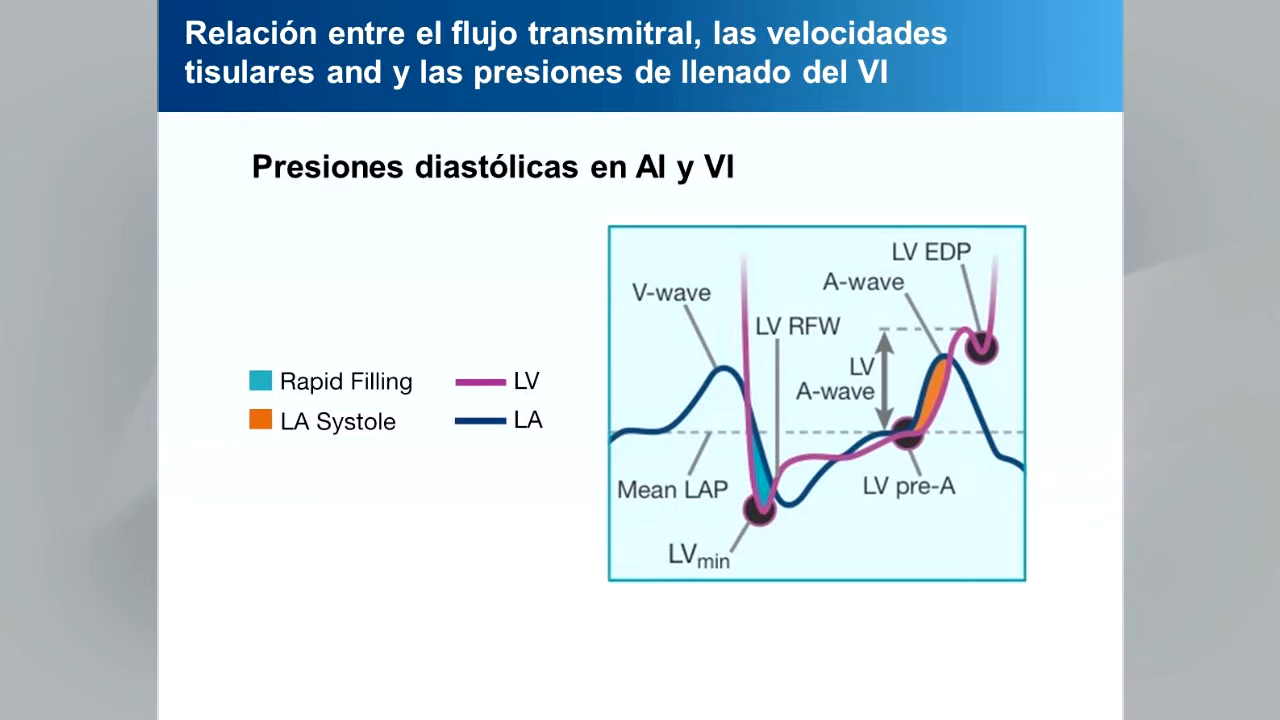 Relación entre el flujo transmitral, las velocidades
tisulares and y las presiones de llenado del VI
Presiones diastólicas en AI y VI
Rapid Filling
LV
LA Systole
LA
LV EDP
A-wave
V-wave
LV RFW
LV
A-wave
Mean LAP
LV pre-A
LVmin